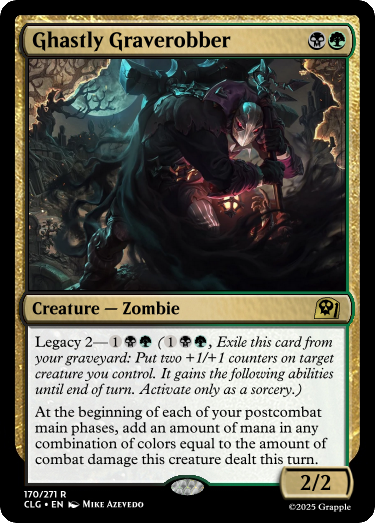 Ghastly Graverobber
Creature — Zombie
Legacy 2—1 ( 1 , Exile this card from
your graveyard: Put two +1/+1 counters on target
creature you control. It gains the following abilities
until end of turn. Activate only as a sorcery.)
At the beginning of each of your postcombat
main phases, add an amount of mana in any
combination of colors equal to the amount of
combat damage this creature dealt this turn.
2/2
170/271 R
CLG • EN Mike Azevedo
©2025 Grapple